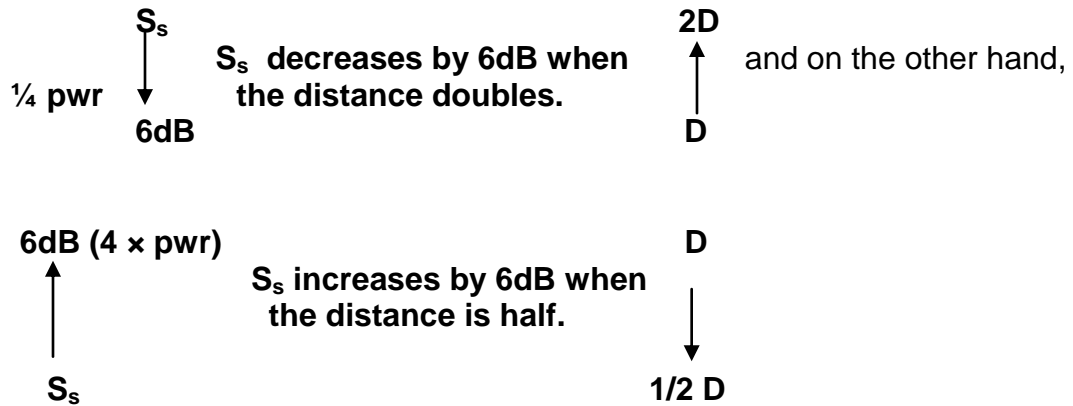 Sₛ 2D
Sₛ decreases by 6dB when and on the other hand,
¼ pwr the distance doubles.
6dB D
6dB (4 × pwr) D
Sₛ increases by 6dB when
the distance is half.
Sₛ 1/2 D